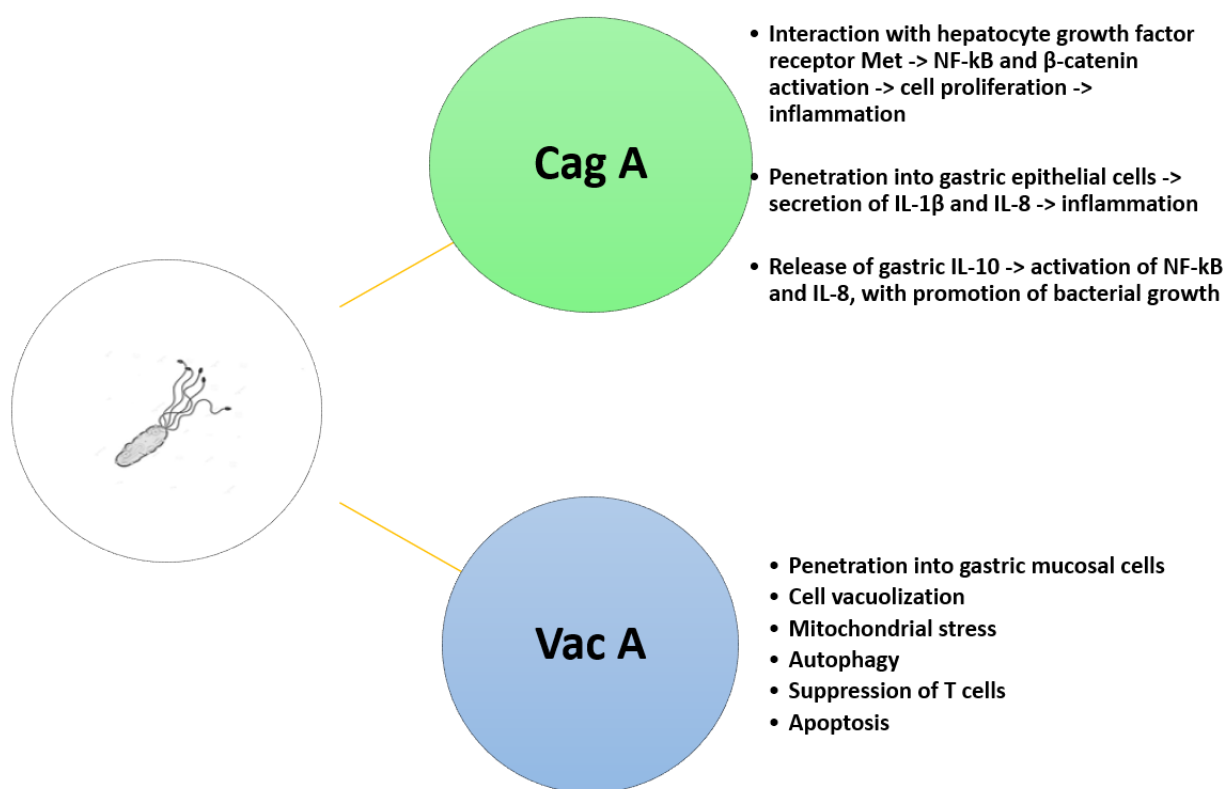 Cag A
• Interaction with hepatocyte growth factor
receptor Met -> NF-kB and β-catenin
activation -> cell proliferation ->
inflammation
• Penetration into gastric epithelial cells ->
secretion of IL-1β and IL-8 -> inflammation
• Release of gastric IL-10 -> activation of NF-kB
and IL-8, with promotion of bacterial growth
Vac A
• Penetration into gastric mucosal cells
• Cell vacuolization
• Mitochondrial stress
• Autophagy
• Suppression of T cells
• Apoptosis